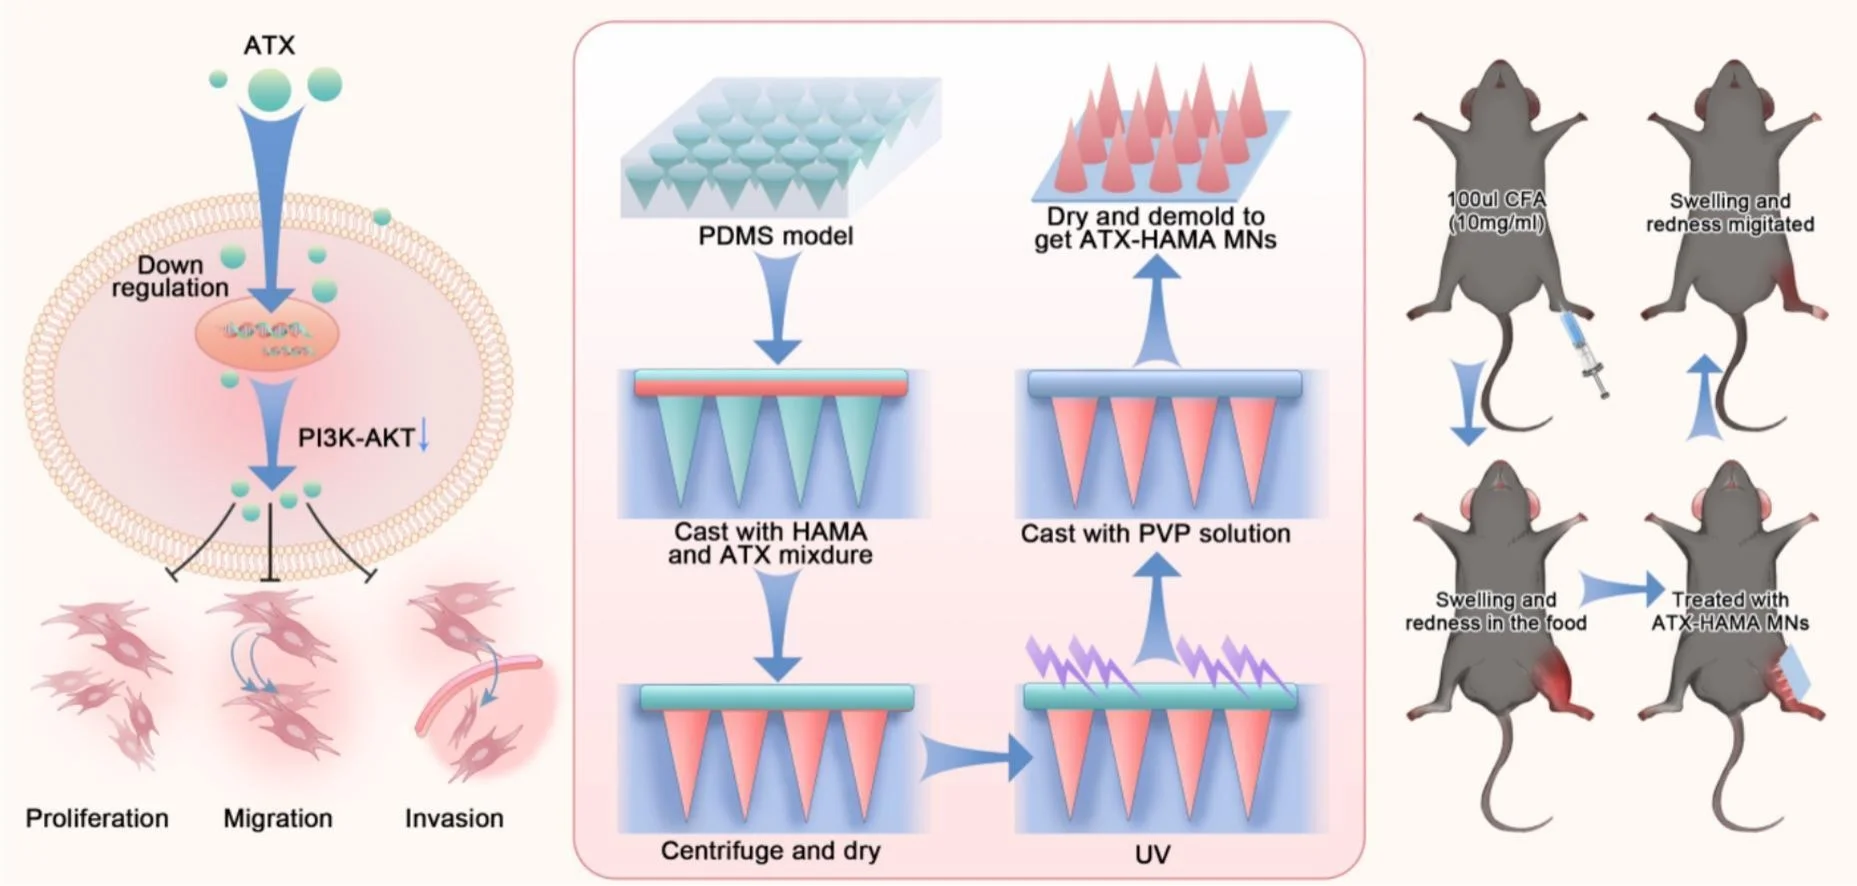 ATX
Down
regulation
PI3K-AKT↓
Proliferation
Migration
Invasion
PDMS model
Cast with HAMA
and ATX mixdure
Centrifuge and dry
UV
Cast with PVP solution
Dry and demold to
get ATX-HAMA MNs
100ul CFA
(10mg/ml)
Swelling and
redness in the food
Treated with
ATX-HAMA MNs
Swelling and
redness migitated